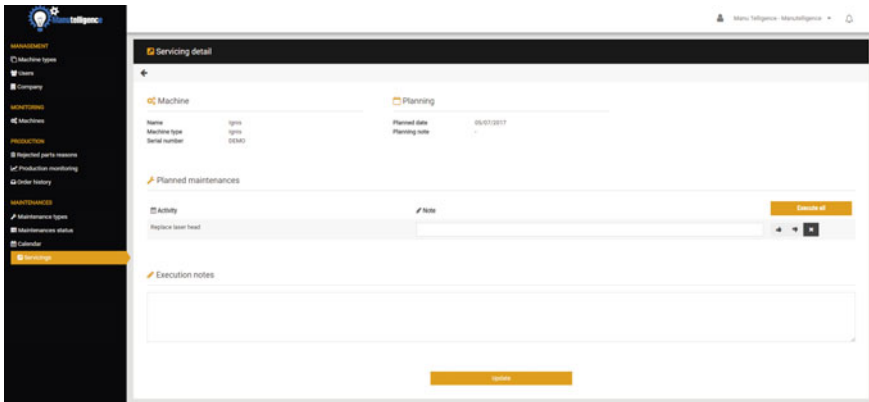 Manutelligence
Manu Telligence - Manutelligence
MANAGEMENT
Machine types
Users
Company
MONITORING
Machines
PRODUCTION
Rejected parts reasons
Production monitoring
Order history
MAINTENANCES
Maintenance types
Maintenances status
Calendar
Servicings
Servicing detail
Machine
Name Ignis
Machine type Ignis
Serial number DEMO
Planning
Planned date 05/07/2017
Planning note -
Planned maintenances
Activity Note Execute all
Replace laser head
Execution notes
Update